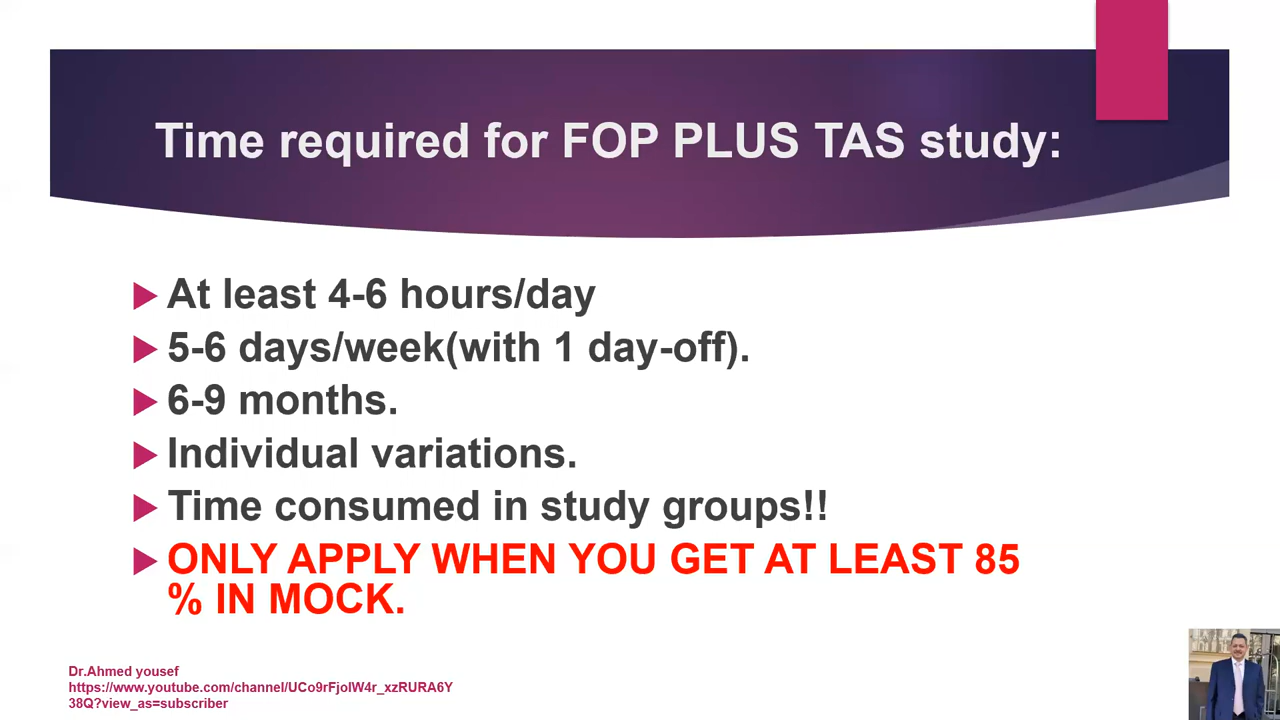 Time required for FOP PLUS TAS study:
At least 4-6 hours/day
5-6 days/week(with 1 day-off).
6-9 months.
Individual variations.
Time consumed in study groups!!
ONLY APPLY WHEN YOU GET AT LEAST 85
% IN MOCK.
Dr.Ahmed yousef
https://www.youtube.com/channel/UCo9rFjoIW4r_xzRURA6Y
38Q?view_as=subscriber